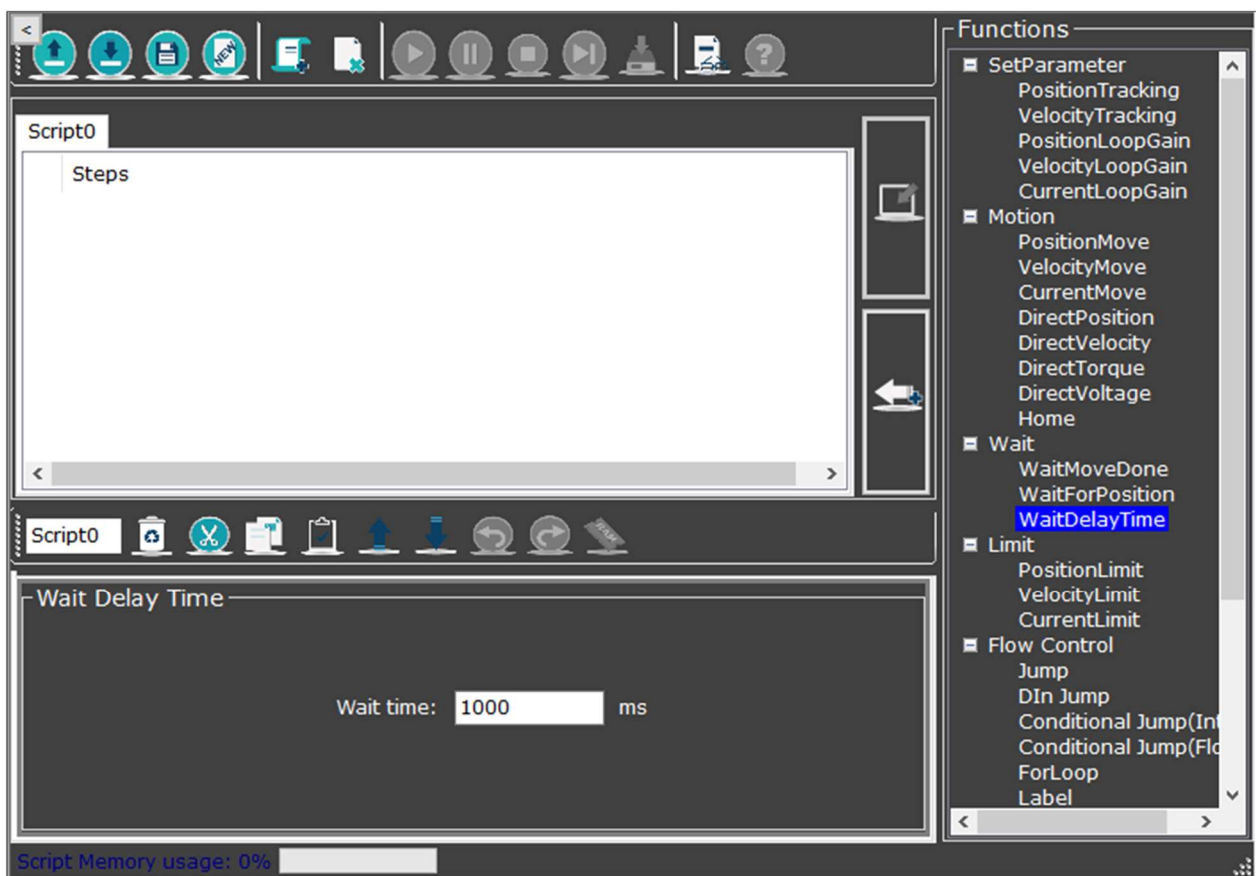 <
NEW
Script0
Steps
Script0
Wait Delay Time
Wait time: 1000 ms
Script Memory usage: 0%
Functions
SetParameter
PositionTracking
VelocityTracking
PositionLoopGain
VelocityLoopGain
CurrentLoopGain
Motion
PositionMove
VelocityMove
CurrentMove
DirectPosition
DirectVelocity
DirectTorque
DirectVoltage
Home
Wait
WaitMoveDone
WaitForPosition
WaitDelayTime
Limit
PositionLimit
VelocityLimit
CurrentLimit
Flow Control
Jump
DIn Jump
Conditional Jump(Int
Conditional Jump(Flo
ForLoop
Label